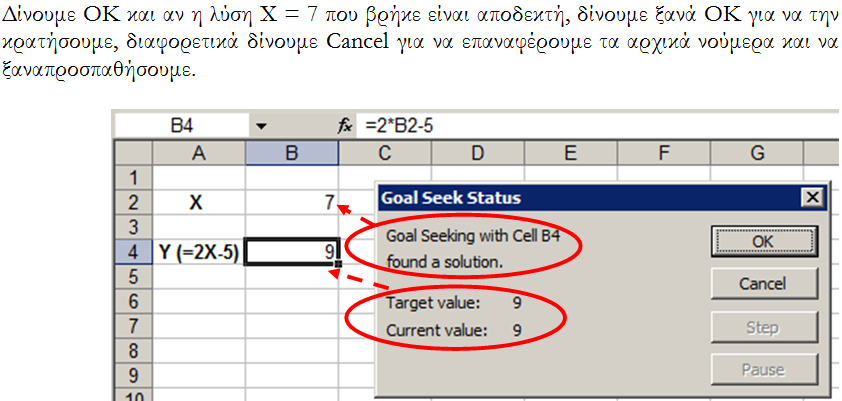 Δίνουμε OK και αν η λύση X = 7 που βρήκε είναι αποδεκτή, δίνουμε ξανά OK για να την
κρατήσουμε, διαφορετικά δίνουμε Cancel για να επαναφέρουμε τα αρχικά νούμερα και να
ξαναπροσπαθήσουμε.
B4 fx =2*B2-5
A B C D E F G
1
2 X 7
3
4 Y (=2X-5) 9
5
6
7
8
9
10
Goal Seek Status
Goal Seeking with Cell B4
found a solution.
Target value: 9
Current value: 9
OK
Cancel
Step
Pause